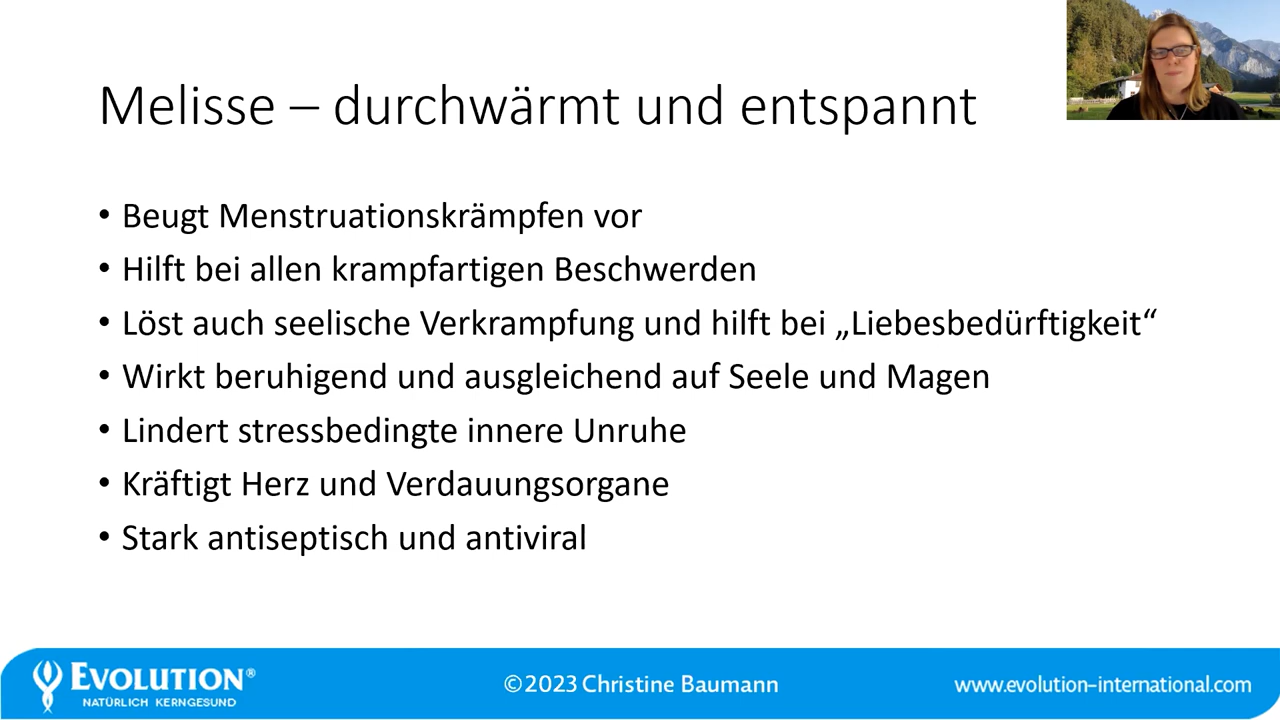 Melisse – durchwärmt und entspannt
• Beugt Menstruationskrämpfen vor
• Hilft bei allen krampfartigen Beschwerden
• Löst auch seelische Verkrampfung und hilft bei „Liebesbedürftigkeit“
• Wirkt beruhigend und ausgleichend auf Seele und Magen
• Lindert stressbedingte innere Unruhe
• Kräftigt Herz und Verdauungsorgane
• Stark antiseptisch und antiviral
EVOLUTION®
NATÜRLICH KERNGESUND
©2023 Christine Baumann
www.evolution-international.com